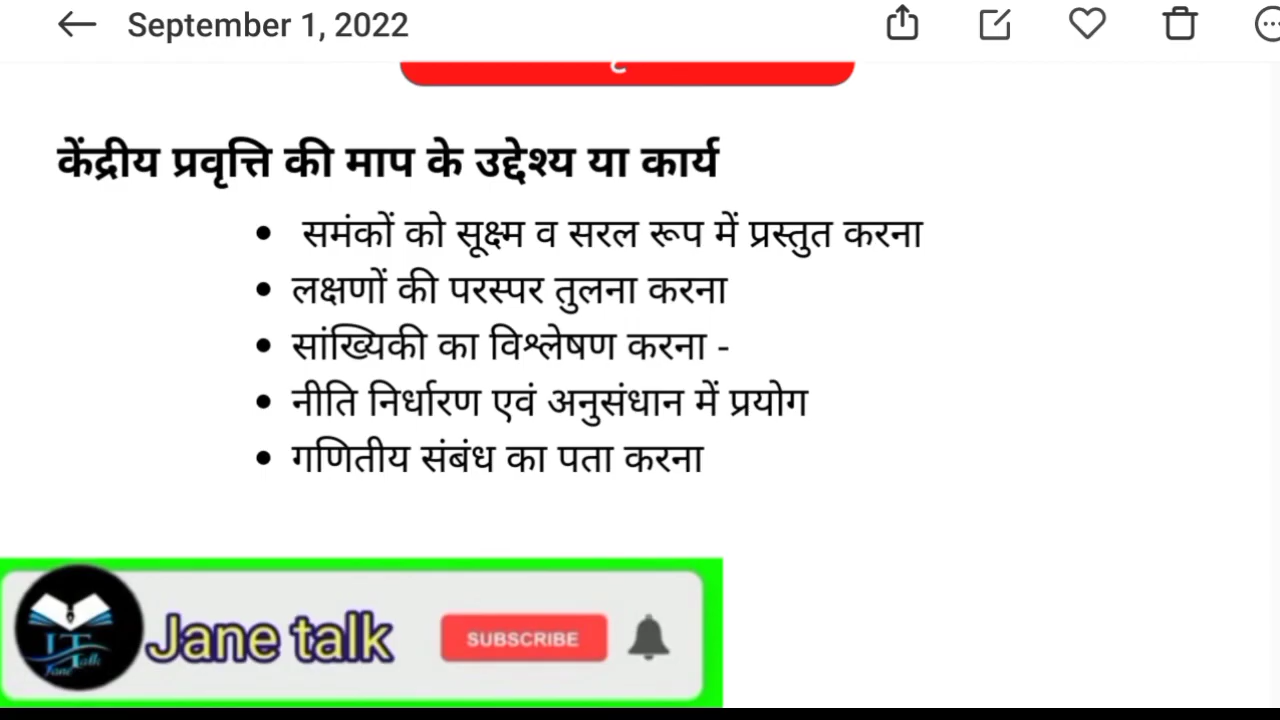 September 1, 2022
केंद्रीय प्रवृत्ति की माप के उद्देश्य या कार्य
• समंकों को सूक्ष्म व सरल रूप में प्रस्तुत करना
• लक्षणों की परस्पर तुलना करना
• सांख्यिकी का विश्लेषण करना -
• नीति निर्धारण एवं अनुसंधान में प्रयोग
• गणितीय संबंध का पता करना
Jane talk SUBSCRIBE